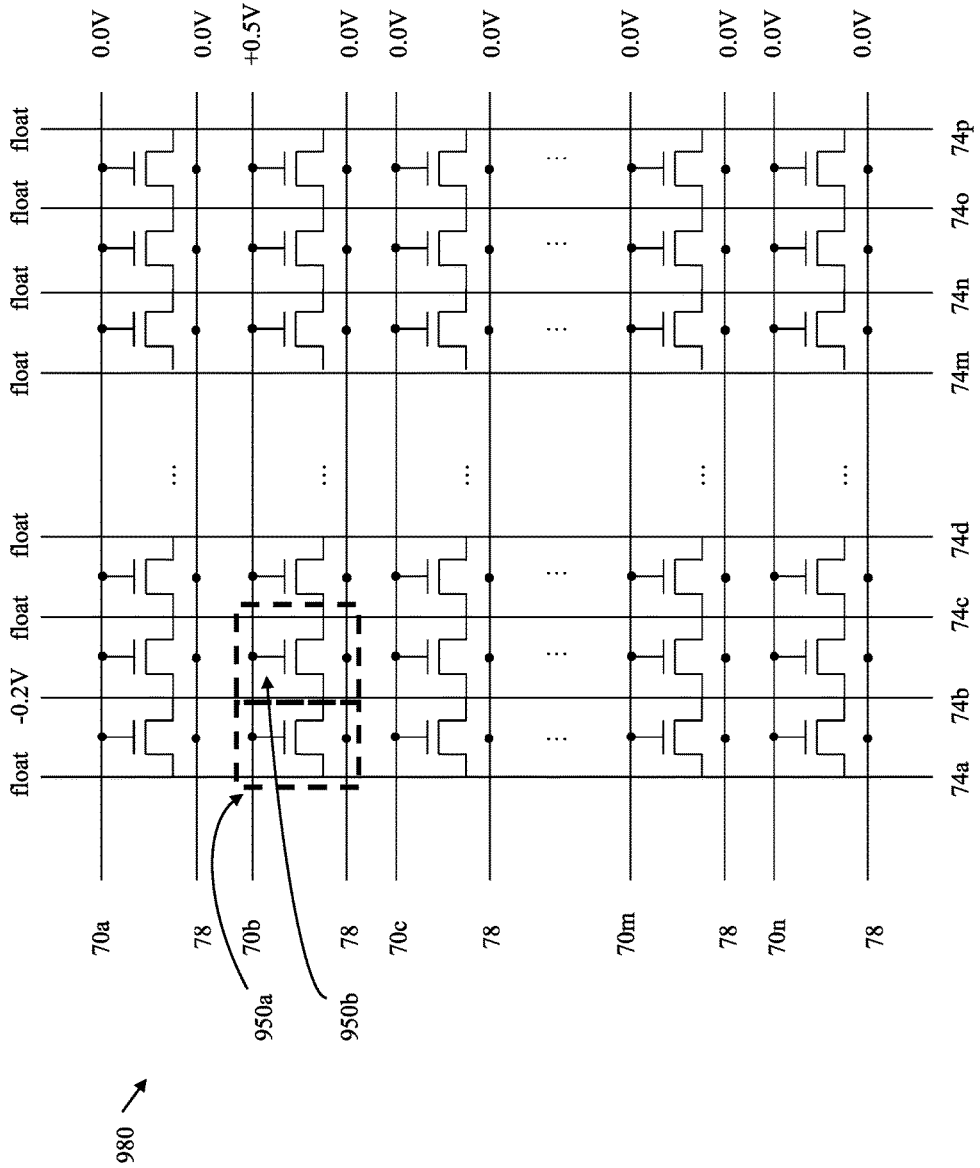 float -0.2V float float float float float float
70a 0.0V
...
78 0.0V
980
950a 70b +0.5V
...
950b 78 0.0V
70c 0.0V
...
78 0.0V
... ... ... ... ... ... ...
70m 0.0V
...
78 0.0V
70n 0.0V
...
78 0.0V
74a 74b 74c 74d 74m 74n 74o 74p